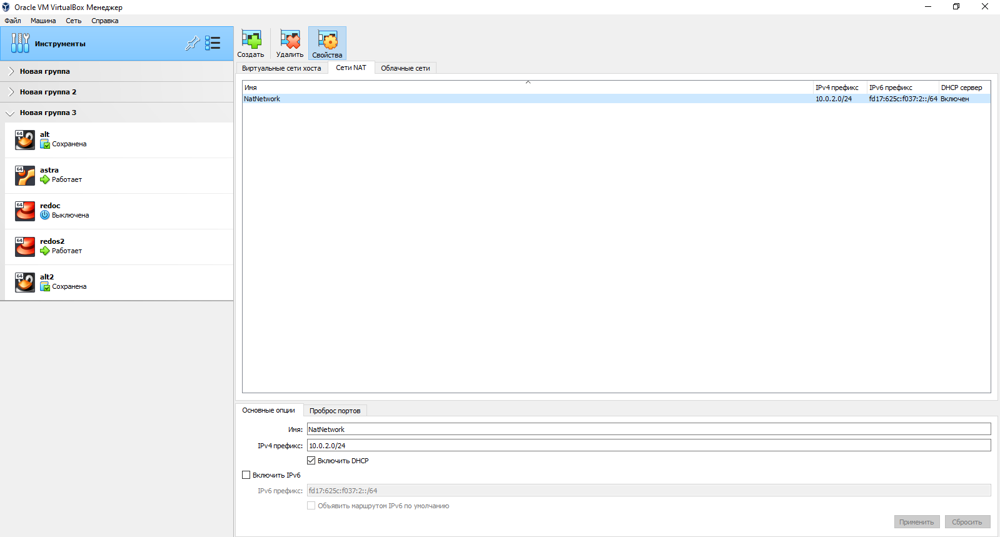 Oracle VM VirtualBox Менеджер
Файл Машина Сеть Справка
Инструменты
Новая группа
Новая группа 2
Новая группа 3
64
alt
Сохранена
64
astra
Работает
64
redoc
Выключена
64
redos2
Работает
64
alt2
Сохранена
Создать Удалить Свойства
Виртуальные сети хоста Сети NAT Облачные сети
Имя IPv4 префикс IPv6 префикс DHCP сервер
NatNetwork 10.0.2.0/24 fd17:625c:f037:2::/64 Включен
Основные опции Проброс портов
Имя: NatNetwork
IPv4 префикс: 10.0.2.0/24
Включить DHCP
Включить IPv6
IPv6 префикс: fd17:625c:f037:2::/64
Объявить маршрутом IPv6 по умолчанию
Применить Сбросить